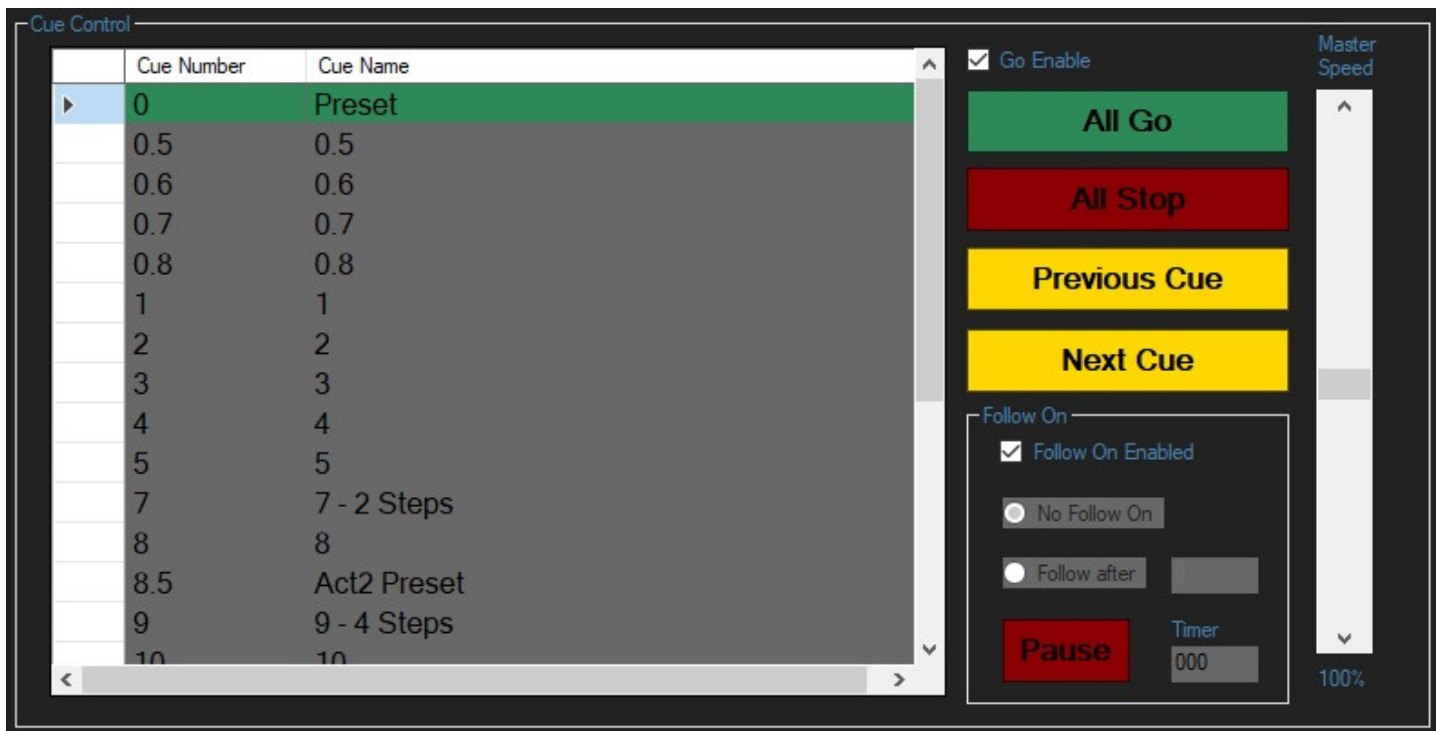 Cue Control
Cue Number Cue Name
0 Preset
0.5 0.5
0.6 0.6
0.7 0.7
0.8 0.8
1 1
2 2
3 3
4 4
5 5
7 7 - 2 Steps
8 8
8.5 Act2 Preset
9 9 - 4 Steps
10 10
Go Enable
All Go
All Stop
Previous Cue
Next Cue
Follow On
Follow On Enabled
No Follow On
Follow after
Pause
Timer
000
Master
Speed
100%